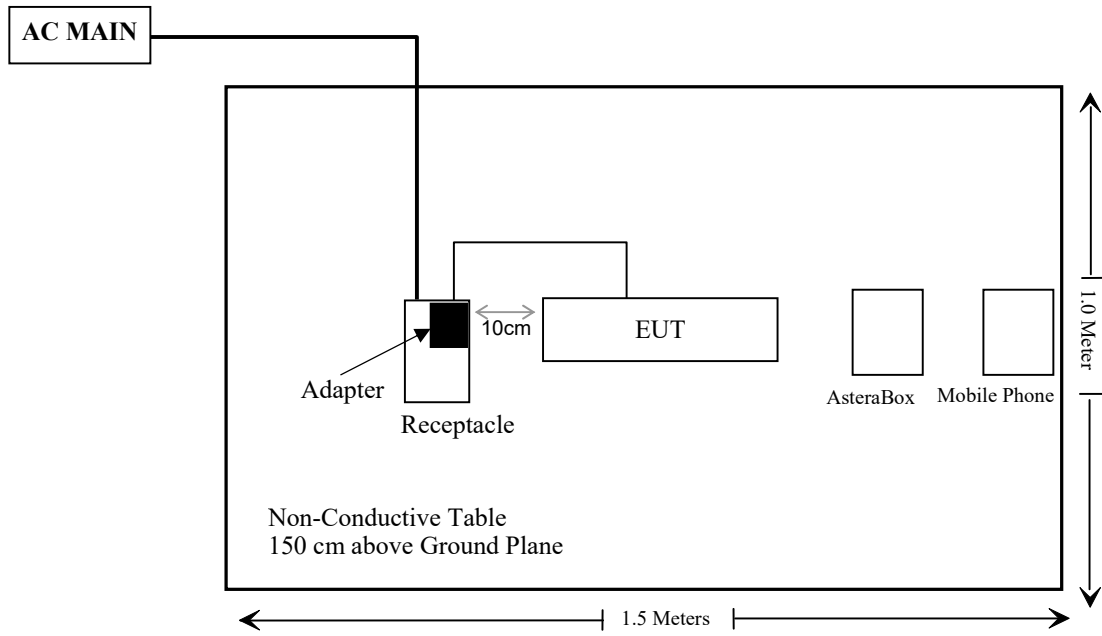 AC MAIN
10cm
EUT
1.0 Meter
Adapter
AsteraBox
Mobile Phone
Receptacle
Non-Conductive Table
150 cm above Ground Plane
1.5 Meters